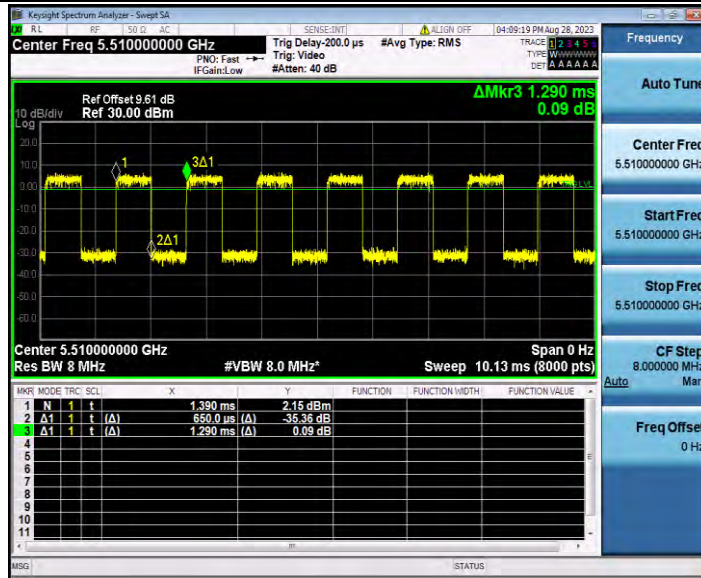 Keysight Spectrum Analyzer - Swept SA
RL RF 50 Ω AC SENSE:INT ALIGN OFF 04:09:19 PM Aug 28, 2023
Center Freq 5.510000000 GHz
PNO: Fast
IFGain:Low
Trig Delay-200.0 µs
Trig: Video
#Atten: 40 dB
#Avg Type: RMS
TRACE 1 2 3 4 5 6
TYPE W
DET A A A A A A
Ref Offset 9.61 dB
10 dB/div Ref 30.00 dBm
Log
ΔMkr3 1.290 ms
0.09 dB
20.0
10.0
0.00
-10.0
-20.0
-30.0
-40.0
-50.0
-60.0
1
3Δ1
2Δ1
Center 5.510000000 GHz Span 0 Hz
Res BW 8 MHz #VBW 8.0 MHz* Sweep 10.13 ms (8000 pts)
MKR MODE TRC SCL X Y FUNCTION FUNCTION WIDTH FUNCTION VALUE
1 N 1 t 1.390 ms 2.15 dBm
2 Δ1 1 t (Δ) 650.0 µs (Δ) -35.36 dB
3 Δ1 1 t (Δ) 1.290 ms (Δ) 0.09 dB
4
5
6
7
8
9
10
11
MSG STATUS
Frequency
Auto Tune
Center Freq
5.510000000 GHz
Start Freq
5.510000000 GHz
Stop Freq
5.510000000 GHz
CF Step
8.000000 MHz
Auto Man
Freq Offset
0 Hz